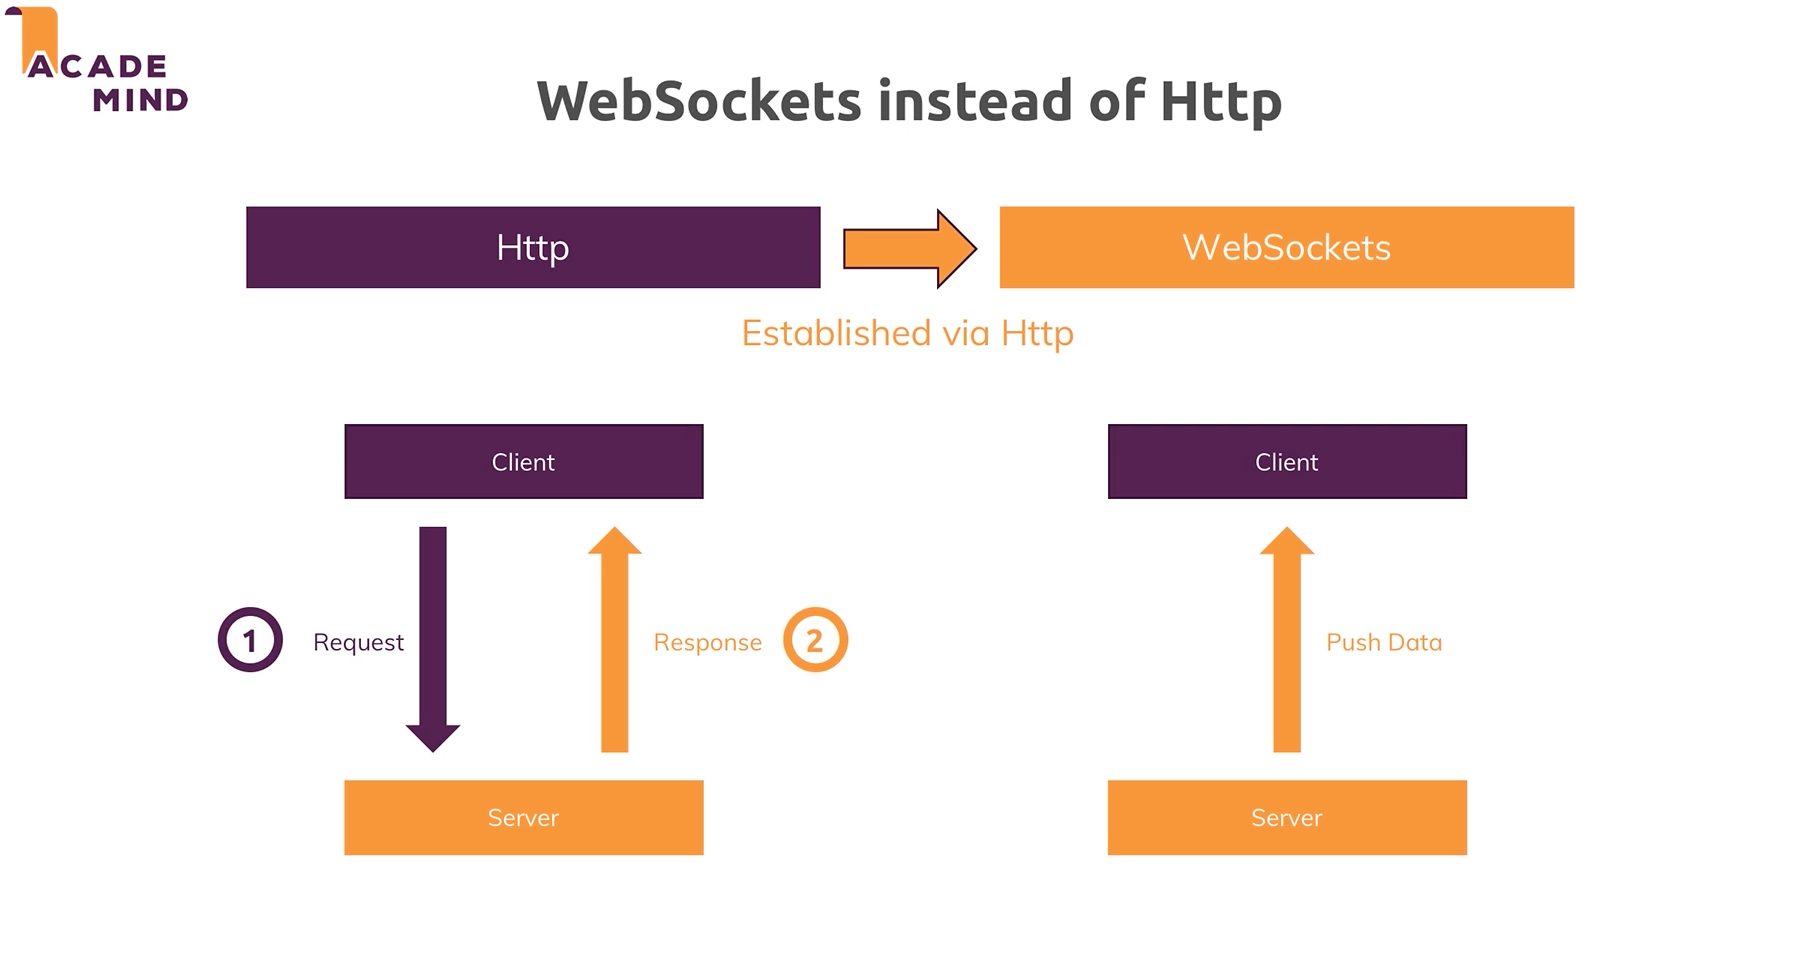 ACADE
MIND
WebSockets instead of Http
Http
WebSockets
Established via Http
Client
Client
1
Request
Response
2
Push Data
Server
Server